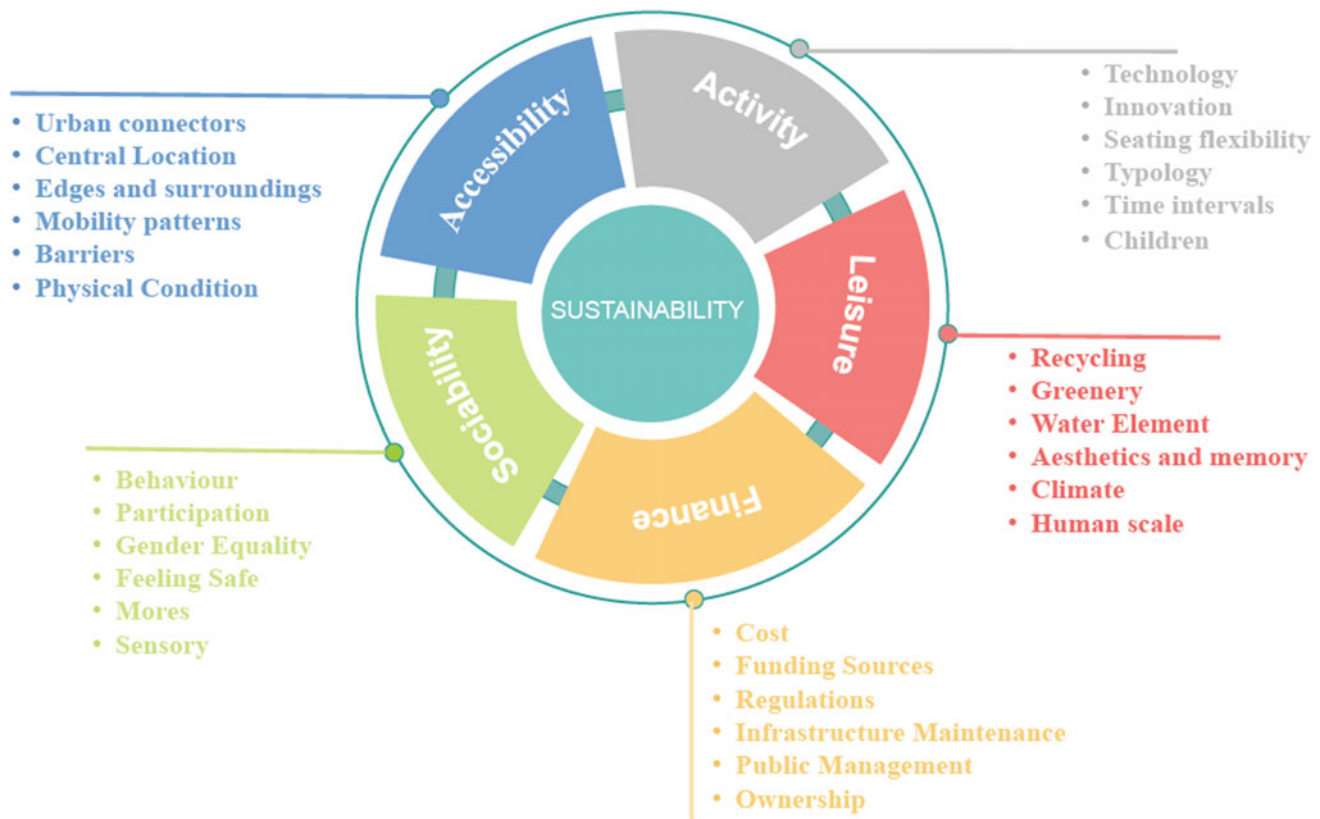 Accessibility
Activity
Leisure
Finance
Sociability
SUSTAINABILITY
• Urban connectors
• Central Location
• Edges and surroundings
• Mobility patterns
• Barriers
• Physical Condition
• Technology
• Innovation
• Seating flexibility
• Typology
• Time intervals
• Children
• Recycling
• Greenery
• Water Element
• Aesthetics and memory
• Climate
• Human scale
• Cost
• Funding Sources
• Regulations
• Infrastructure Maintenance
• Public Management
• Ownership
• Behaviour
• Participation
• Gender Equality
• Feeling Safe
• Mores
• Sensory